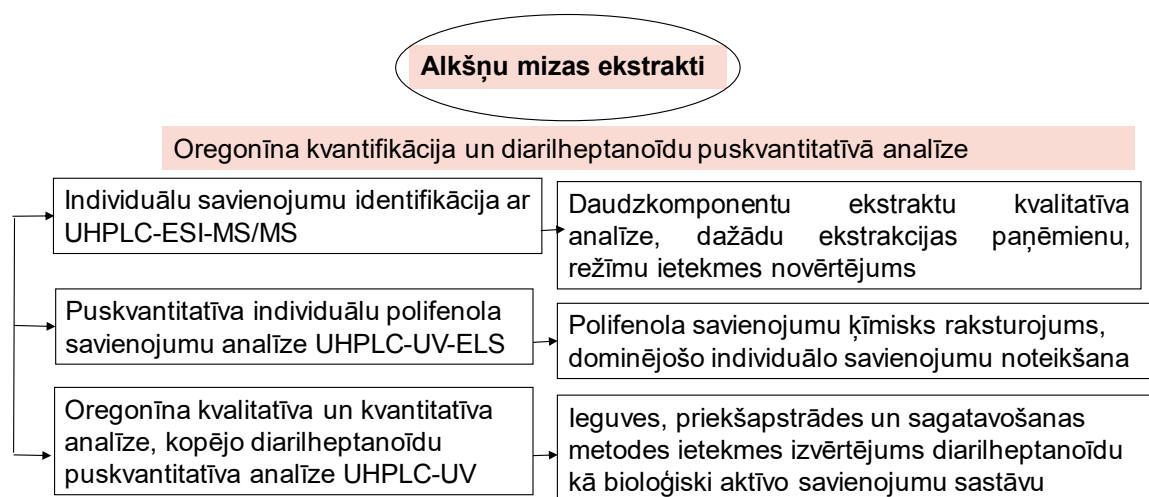 Alkšņu mizas ekstrakti
Oregonīna kvantifikācija un diarilheptanoīdu puskvantitatīvā analīze
Individuālu savienojumu identifikācija ar
UHPLC-ESI-MS/MS
Daudzkomponentu ekstraktu kvalitatīva
analīze, dažādu ekstrakcijas paņēmienu,
režīmu ietekmes novērtējums
Puskvantitatīva individuālu polifenola
savienojumu analīze UHPLC-UV-ELS
Polifenola savienojumu ķīmisks raksturojums,
dominējošo individuālo savienojumu noteikšana
Oregonīna kvalitatīva un kvantitatīva
analīze, kopējo diarilheptanoīdu
puskvantitatīva analīze UHPLC-UV
Ieguves, priekšapstrādes un sagatavošanas
metodes ietekmes izvērtējums diarilheptanoīdu
kā bioloģiski aktīvo savienojumu sastāvu